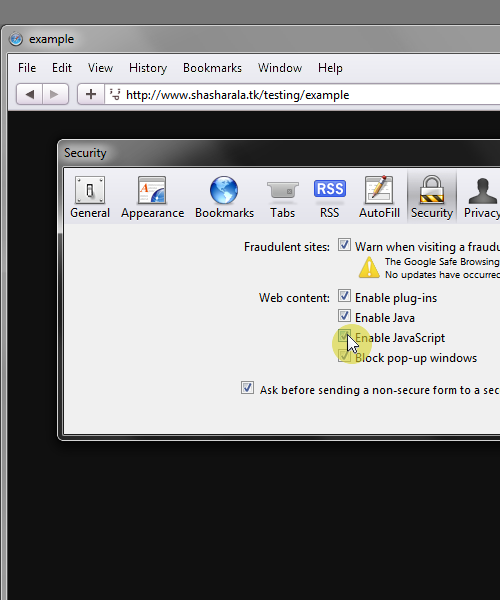 example
File Edit View History Bookmarks Window Help
http://www.shasharala.tk/testing/example
Security
RSS
General Appearance Bookmarks Tabs RSS AutoFill Security Privacy
Fraudulent sites: Warn when visiting a fraudu
The Google Safe Browsing
No updates have occurred
Web content: Enable plug-ins
Enable Java
Enable JavaScript
Block pop-up windows
Ask before sending a non-secure form to a sec